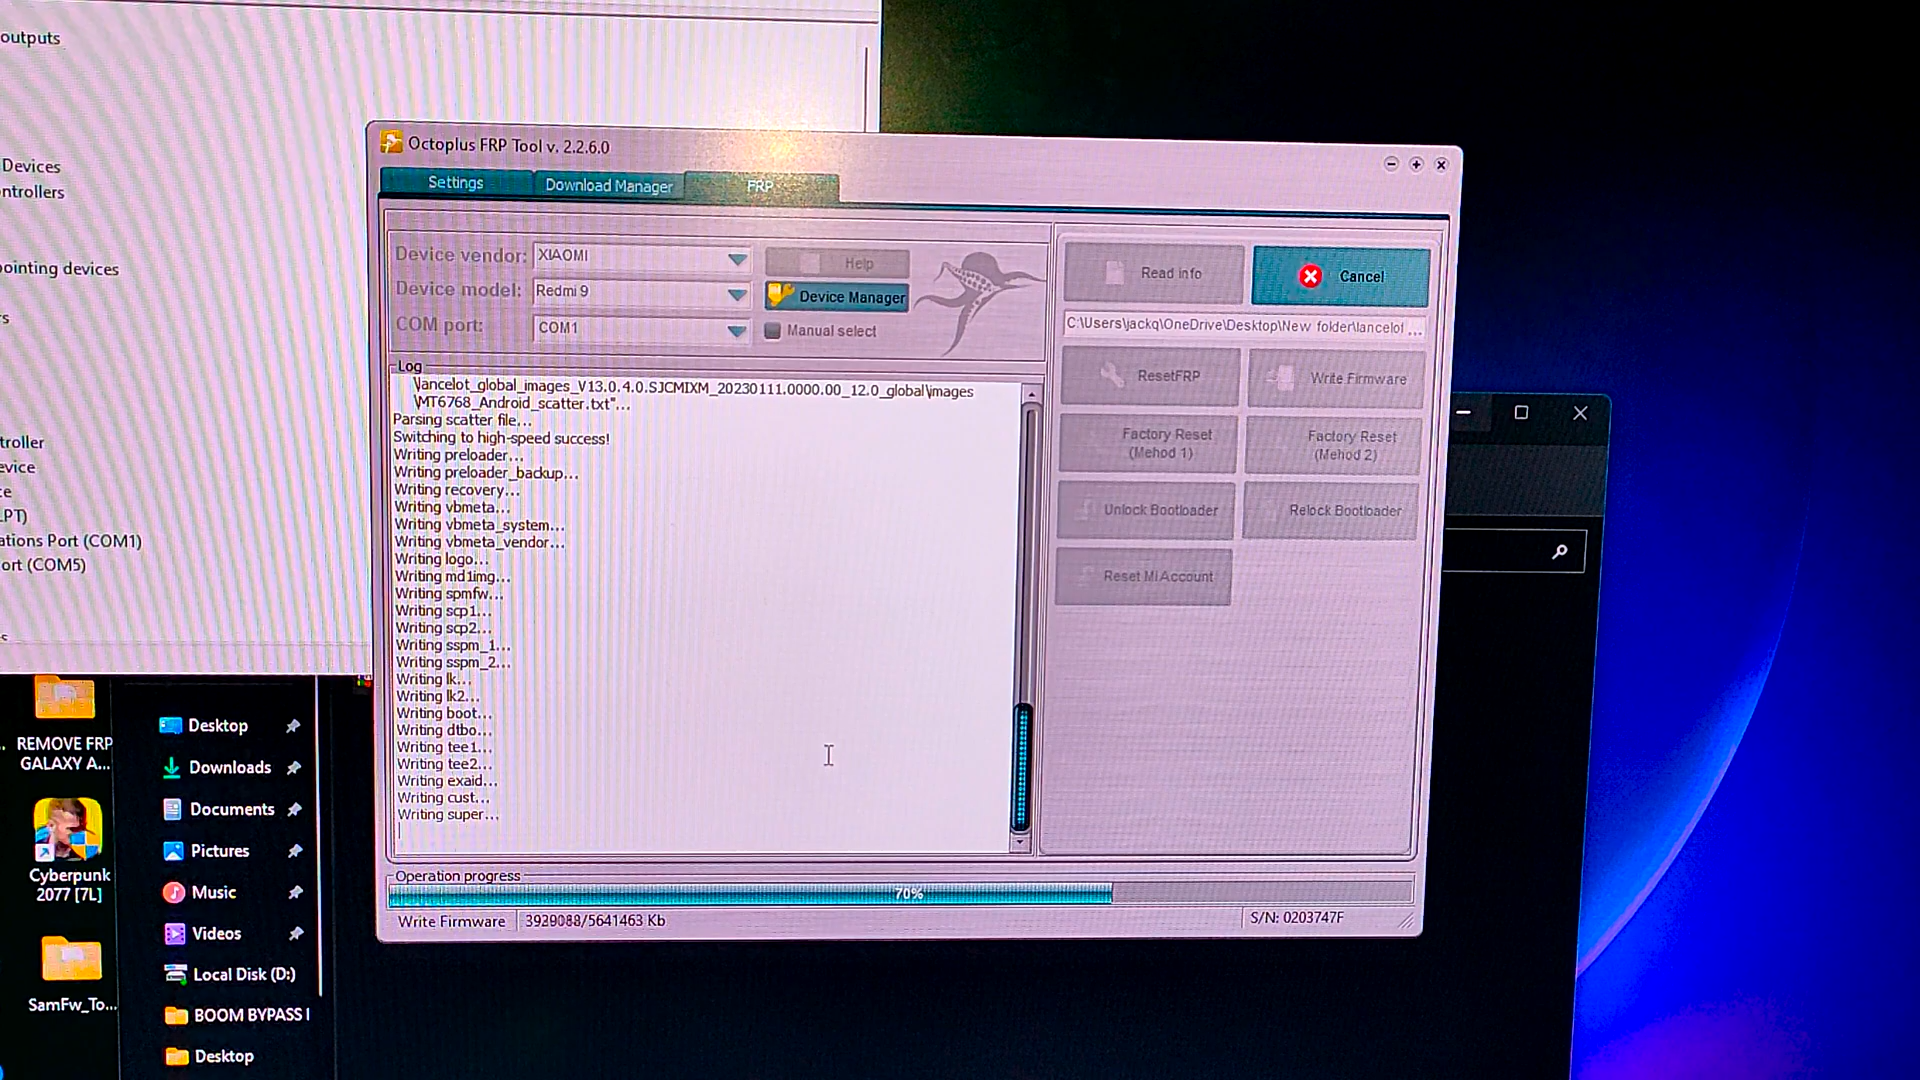 outputs
Devices
ntrollers
ointing devices
s
troller
evice
e
LPT)
ations Port (COM1)
ort (COM5)
Octoplus FRP Tool v. 2.2.6.0
Settings
Download Manager
FRP
Device vendor:
XIAOMI
Help
Device model:
Redmi 9
Device Manager
COM port:
COM1
Manual select
Read info
Cancel
C:\Users\jackq\OneDrive\Desktop\New folder\lancelot ...
ResetFRP
Write Firmware
Factory Reset
(Mehod 1)
Factory Reset
(Mehod 2)
Unlock Bootloader
Relock Bootloader
Reset Mi Account
Log
\lancelot_global_images_V13.0.4.0.SJCMIXM_20230111.0000.00_12.0_global\images
\MT6768_Android_scatter.txt"...
Parsing scatter file...
Switching to high-speed success!
Writing preloader...
Writing preloader_backup...
Writing recovery...
Writing vbmeta...
Writing vbmeta_system...
Writing vbmeta_vendor...
Writing logo...
Writing md1img...
Writing spmfw...
Writing scp1...
Writing scp2...
Writing sspm_1...
Writing sspm_2...
Writing lk...
Writing lk2...
Writing boot...
Writing dtbo...
Writing tee1...
Writing tee2...
Writing exaid...
Writing cust...
Writing super...
Operation progress
70%
Write Firmware
3929088/5641463 Kb
S/N: 0203747F
REMOVE FRP
GALAXY A...
Cyberpunk
2077 [7L]
SamFw_To...
Desktop
Downloads
Documents
Pictures
Music
Videos
Local Disk (D:)
BOOM BYPASS
Desktop